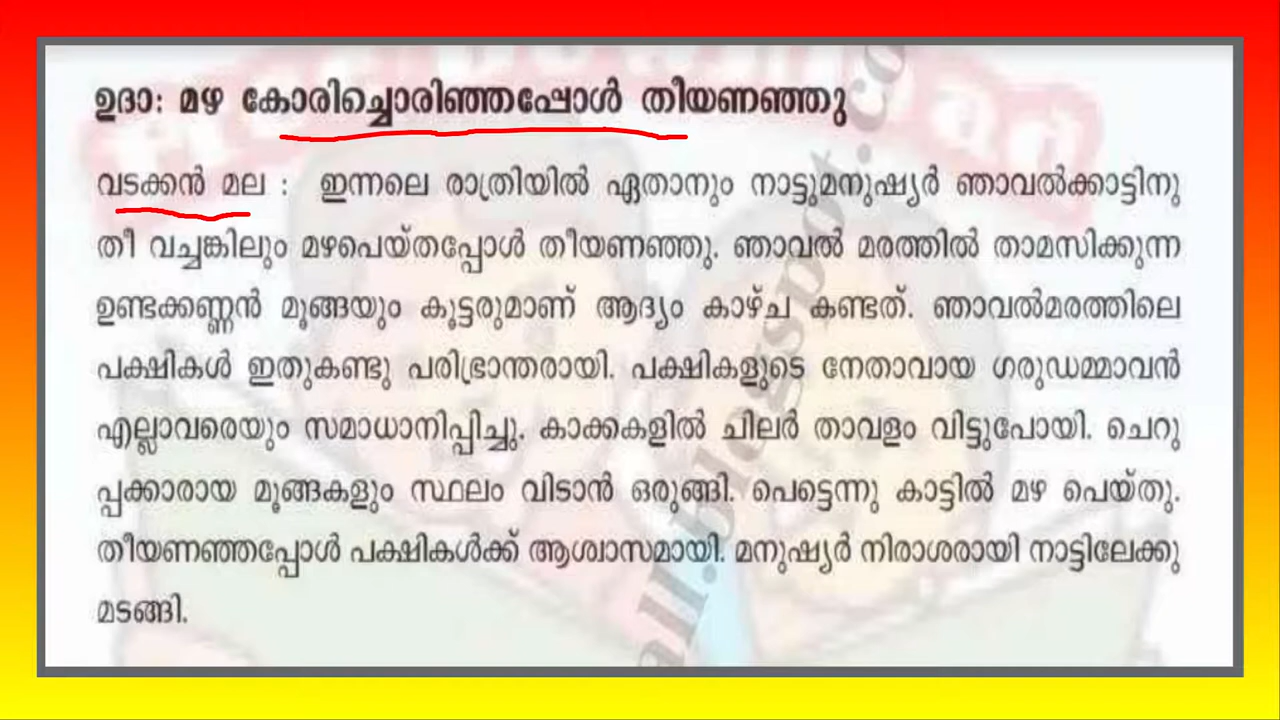 ഉദാ: മഴ കോരിച്ചൊരിഞ്ഞപ്പോൾ തീയണഞ്ഞു
വടക്കൻ മല : ഇന്നലെ രാത്രിയിൽ ഏതാനും നാട്ടുമനുഷ്യർ ഞാവൽക്കാട്ടിനു
തീ വച്ചങ്കിലും മഴപെയ്തപ്പോൾ തീയണഞ്ഞു. ഞാവൽ മരത്തിൽ താമസിക്കുന്ന
ഉണ്ടക്കണ്ണൻ മൂങ്ങയും കൂട്ടരുമാണ് ആദ്യം കാഴ്ച കണ്ടത്. ഞാവൽമരത്തിലെ
പക്ഷികൾ ഇതുകണ്ടു പരിഭ്രാന്തരായി. പക്ഷികളുടെ നേതാവായ ഗരുഡമ്മാവൻ
എല്ലാവരെയും സമാധാനിപ്പിച്ചു. കാക്കകളിൽ ചിലർ താവളം വിട്ടുപോയി. ചെറു
പ്പക്കാരായ മൂങ്ങകളും സ്ഥലം വിടാൻ ഒരുങ്ങി. പെട്ടെന്നു കാട്ടിൽ മഴ പെയ്തു.
തീയണഞ്ഞപ്പോൾ പക്ഷികൾക്ക് ആശ്വാസമായി. മനുഷ്യർ നിരാശരായി നാട്ടിലേക്കു
മടങ്ങി.